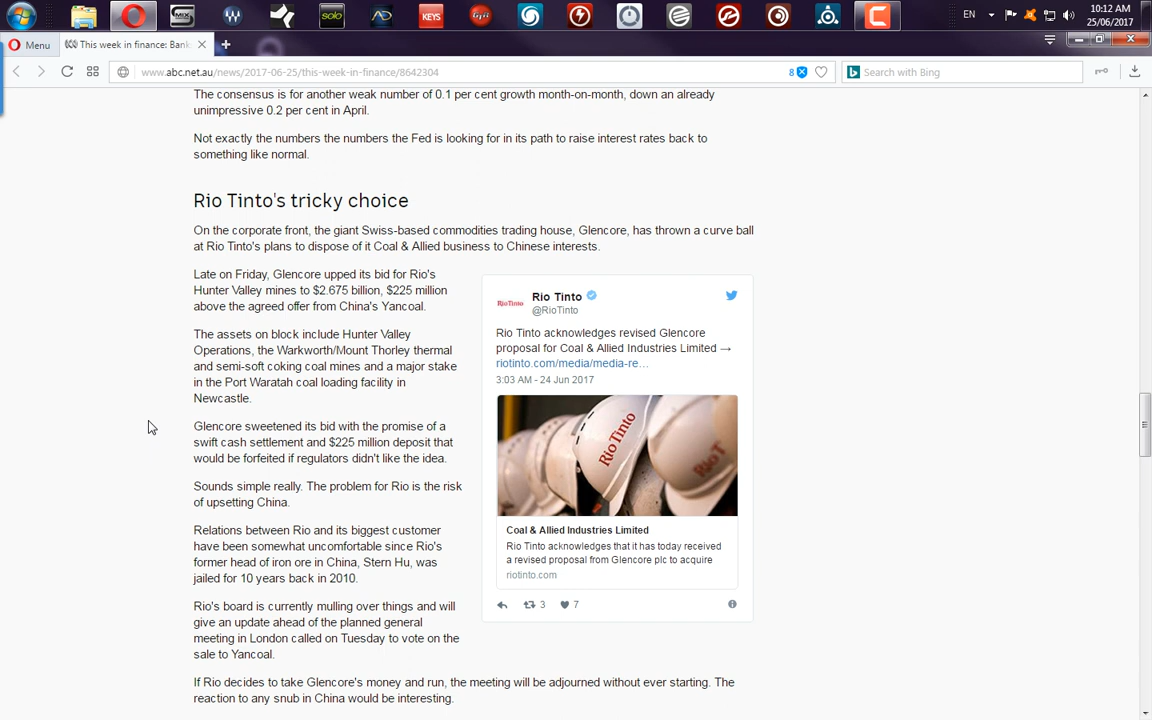 solo
AD
KEYS
EN
10:12 AM
25/06/2017
Menu
This week in finance: Bank
www.abc.net.au/news/2017-06-25/this-week-in-finance/8642304
8
Search with Bing
The consensus is for another weak number of 0.1 per cent growth month-on-month, down an already
unimpressive 0.2 per cent in April.
Not exactly the numbers the numbers the Fed is looking for in its path to raise interest rates back to
something like normal.
Rio Tinto's tricky choice
On the corporate front, the giant Swiss-based commodities trading house, Glencore, has thrown a curve ball
at Rio Tinto's plans to dispose of it Coal & Allied business to Chinese interests.
Late on Friday, Glencore upped its bid for Rio's
Hunter Valley mines to $2.675 billion, $225 million
above the agreed offer from China's Yancoal.
The assets on block include Hunter Valley
Operations, the Warkworth/Mount Thorley thermal
and semi-soft coking coal mines and a major stake
in the Port Waratah coal loading facility in
Newcastle.
Glencore sweetened its bid with the promise of a
swift cash settlement and $225 million deposit that
would be forfeited if regulators didn't like the idea.
Sounds simple really. The problem for Rio is the risk
of upsetting China.
Relations between Rio and its biggest customer
have been somewhat uncomfortable since Rio's
former head of iron ore in China, Stern Hu, was
jailed for 10 years back in 2010.
Rio's board is currently mulling over things and will
give an update ahead of the planned general
meeting in London called on Tuesday to vote on the
sale to Yancoal.
If Rio decides to take Glencore's money and run, the meeting will be adjourned without ever starting. The
reaction to any snub in China would be interesting.
RioTinto
Rio Tinto
@RioTinto
Rio Tinto acknowledges revised Glencore
proposal for Coal & Allied Industries Limited →
riotinto.com/media/media-re…
3:03 AM - 24 Jun 2017
RioTinto
RioT
Coal & Allied Industries Limited
Rio Tinto acknowledges that it has today received
a revised proposal from Glencore plc to acquire
riotinto.com
3
7